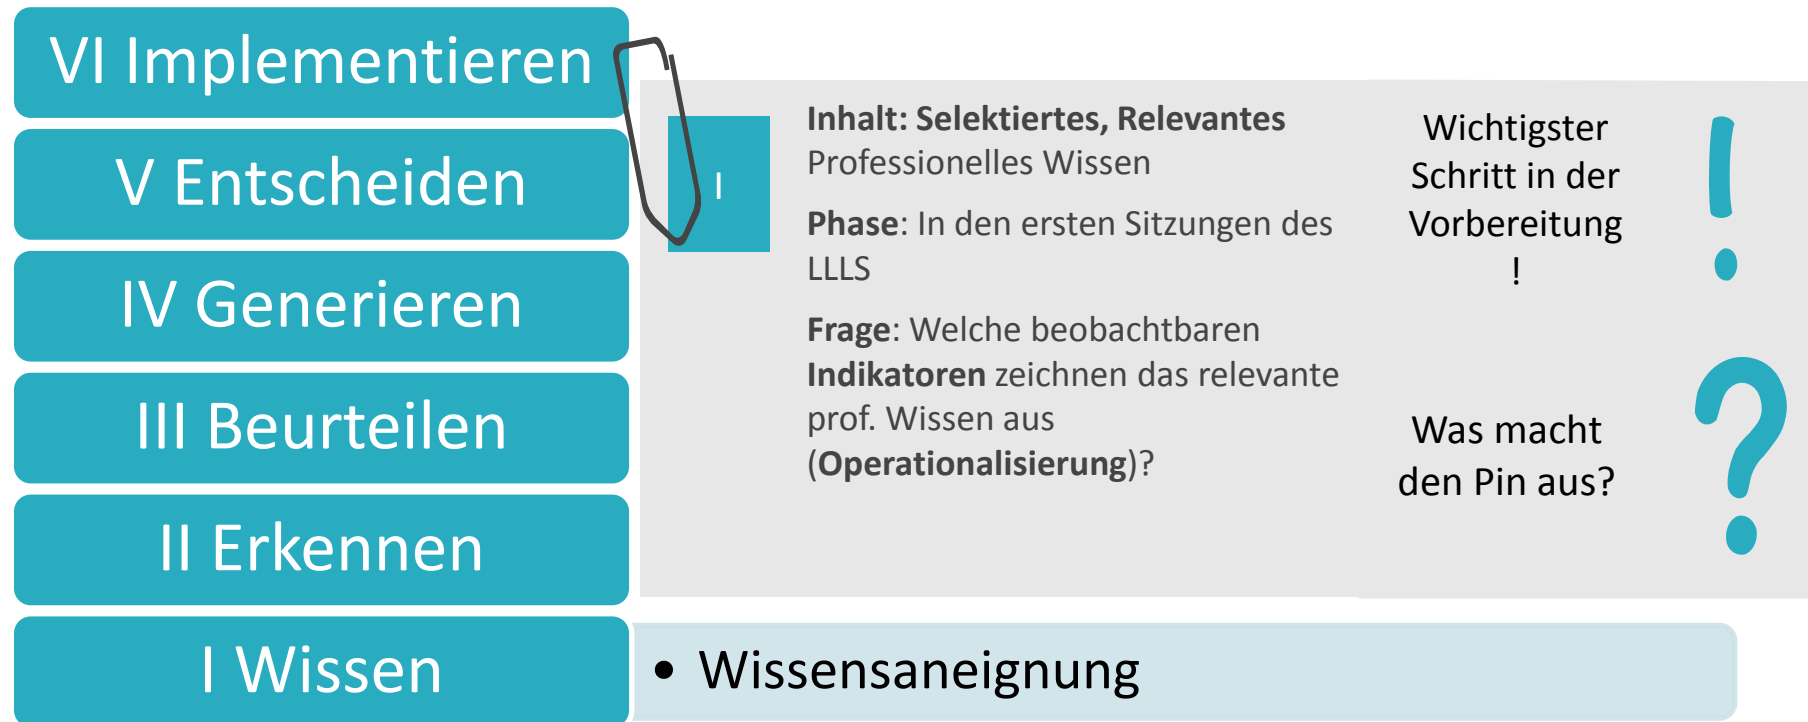 VI Implementieren
V Entscheiden
IV Generieren
III Beurteilen
II Erkennen
I Wissen
I
Inhalt: Selektiertes, Relevantes
Professionelles Wissen
Phase: In den ersten Sitzungen des
LLLS
Frage: Welche beobachtbaren
Indikatoren zeichnen das relevante
prof. Wissen aus
(Operationalisierung)?
Wichtigster
Schritt in der
Vorbereitung
!
!
Was macht
den Pin aus?
?
• Wissensaneignung